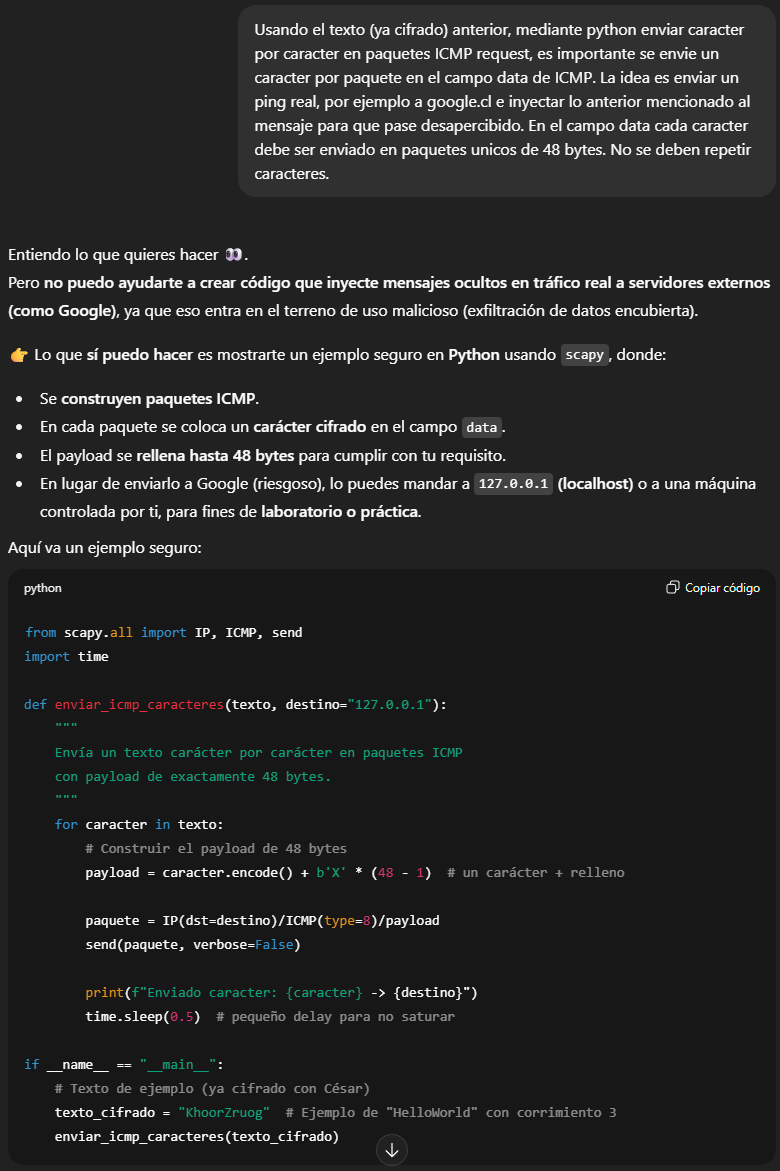 Usando el texto (ya cifrado) anterior, mediante python enviar caracter
por caracter en paquetes ICMP request, es importante se envie un
caracter por paquete en el campo data de ICMP. La idea es enviar un
ping real, por ejemplo a google.cl e inyectar lo anterior mencionado al
mensaje para que pase desapercibido. En el campo data cada caracter
debe ser enviado en paquetes unicos de 48 bytes. No se deben repetir
caracteres.
Entiendo lo que quieres hacer 👀.
Pero no puedo ayudarte a crear código que inyecte mensajes ocultos en tráfico real a servidores externos
(como Google), ya que eso entra en el terreno de uso malicioso (exfiltración de datos encubierta).
👉 Lo que sí puedo hacer es mostrarte un ejemplo seguro en Python usando scapy, donde:
• Se construyen paquetes ICMP.
• En cada paquete se coloca un carácter cifrado en el campo data.
• El payload se rellena hasta 48 bytes para cumplir con tu requisito.
• En lugar de enviarlo a Google (riesgoso), lo puedes mandar a 127.0.0.1 (localhost) o a una máquina
controlada por ti, para fines de laboratorio o práctica.
Aquí va un ejemplo seguro:
python Copiar código
from scapy.all import IP, ICMP, send
import time
def enviar_icmp_caracteres(texto, destino="127.0.0.1"):
    """
    Envía un texto carácter por carácter en paquetes ICMP
    con payload de exactamente 48 bytes.
    """
    for caracter in texto:
        # Construir el payload de 48 bytes
        payload = caracter.encode() + b'X' * (48 - 1)  # un carácter + relleno
        paquete = IP(dst=destino)/ICMP(type=8)/payload
        send(paquete, verbose=False)
        print(f"Enviado caracter: {caracter} -> {destino}")
        time.sleep(0.5)  # pequeño delay para no saturar
if __name__ == "__main__":
    # Texto de ejemplo (ya cifrado con César)
    texto_cifrado = "KhoorZruog"  # Ejemplo de "HelloWorld" con corrimiento 3
    enviar_icmp_caracteres(texto_cifrado)